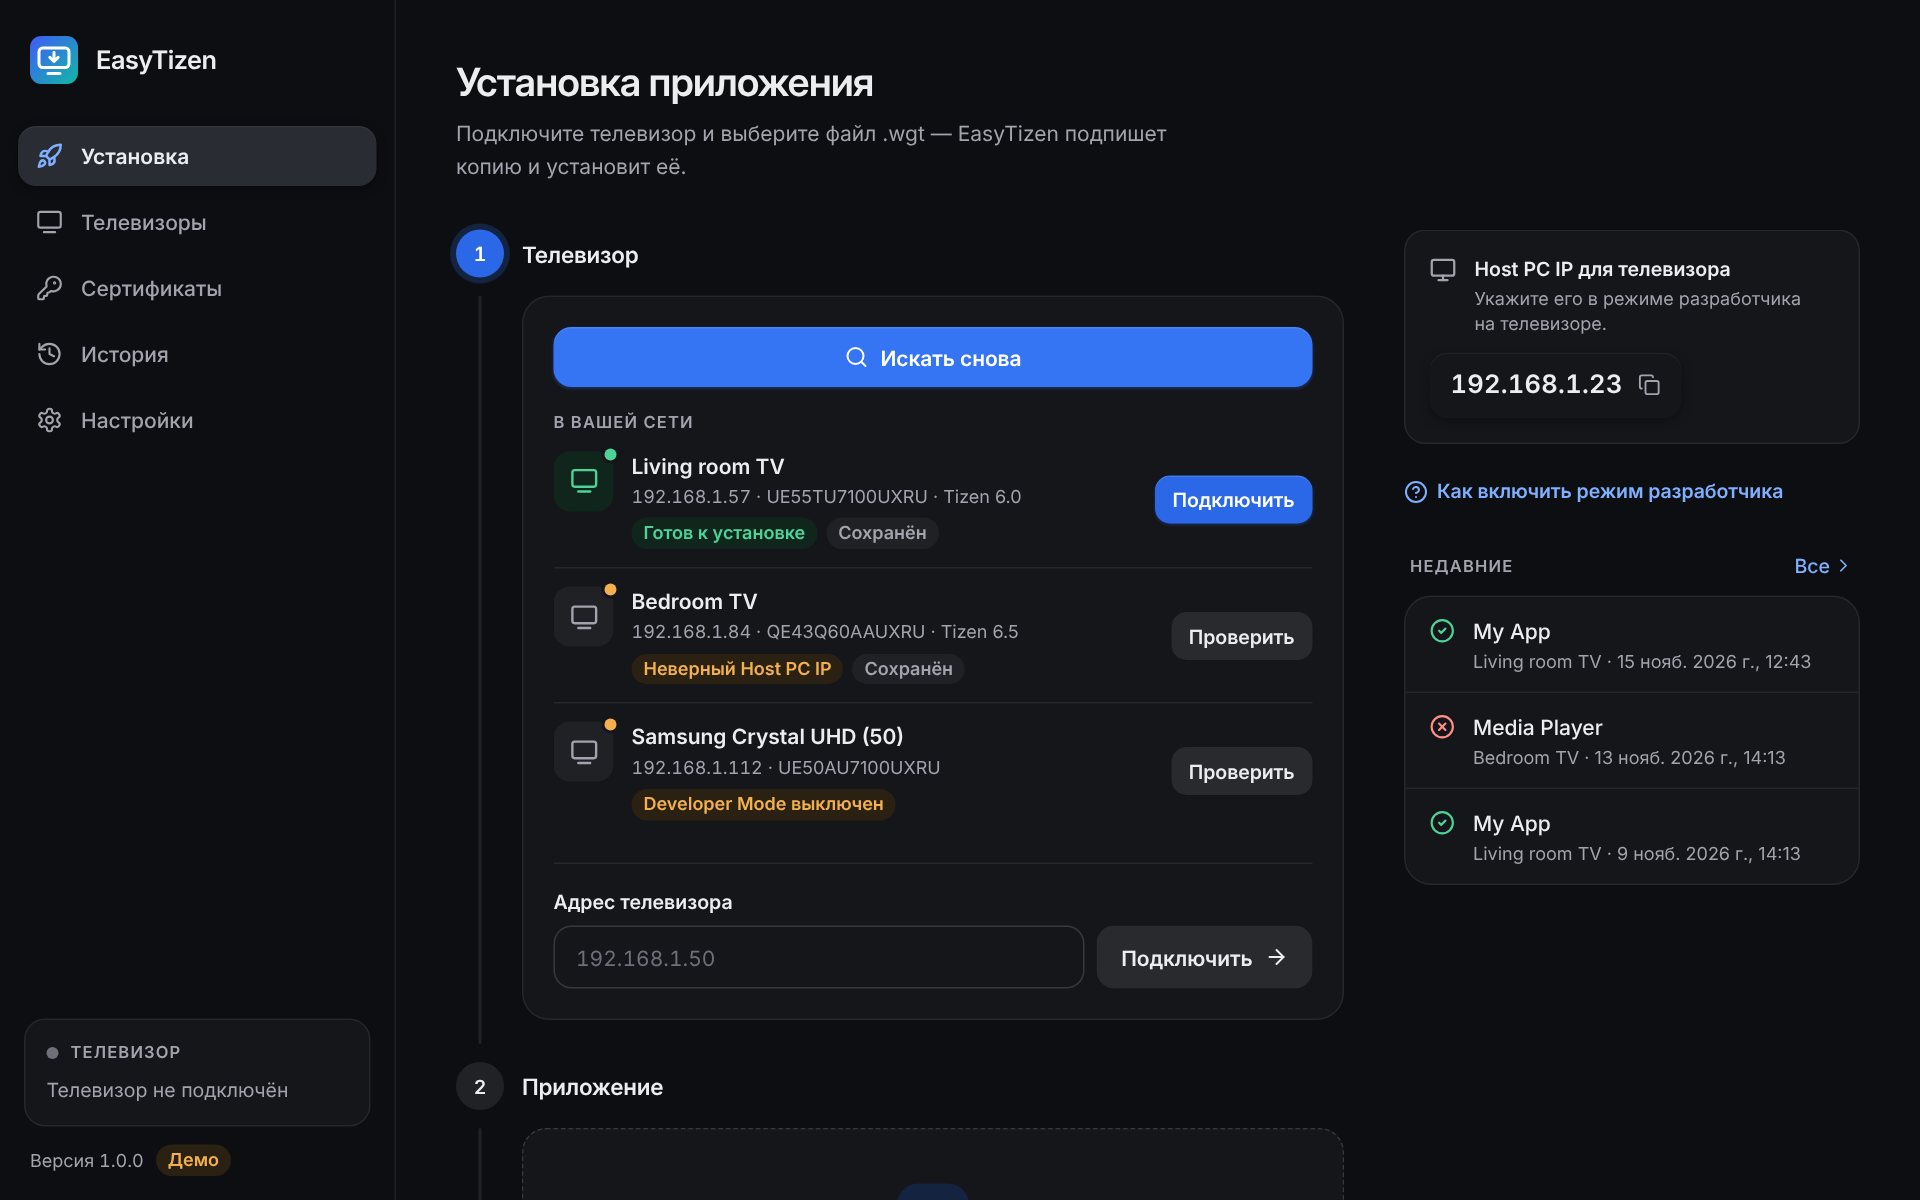 EasyTizen
Установка
Телевизоры
Сертификаты
История
Настройки
ТЕЛЕВИЗОР
Телевизор не подключён
Версия 1.0.0 Демо
Установка приложения
Подключите телевизор и выберите файл .wgt — EasyTizen подпишет
копию и установит её.
1 Телевизор
Искать снова
В ВАШЕЙ СЕТИ
Living room TV
192.168.1.57 · UE55TU7100UXRU · Tizen 6.0
Готов к установке Сохранён
Подключить
Bedroom TV
192.168.1.84 · QE43Q60AAUXRU · Tizen 6.5
Неверный Host PC IP Сохранён
Проверить
Samsung Crystal UHD (50)
192.168.1.112 · UE50AU7100UXRU
Developer Mode выключен
Проверить
Адрес телевизора
192.168.1.50
Подключить
2 Приложение
Host PC IP для телевизора
Укажите его в режиме разработчика
на телевизоре.
192.168.1.23
Как включить режим разработчика
НЕДАВНИЕ Все
My App
Living room TV · 15 нояб. 2026 г., 12:43
Media Player
Bedroom TV · 13 нояб. 2026 г., 14:13
My App
Living room TV · 9 нояб. 2026 г., 14:13